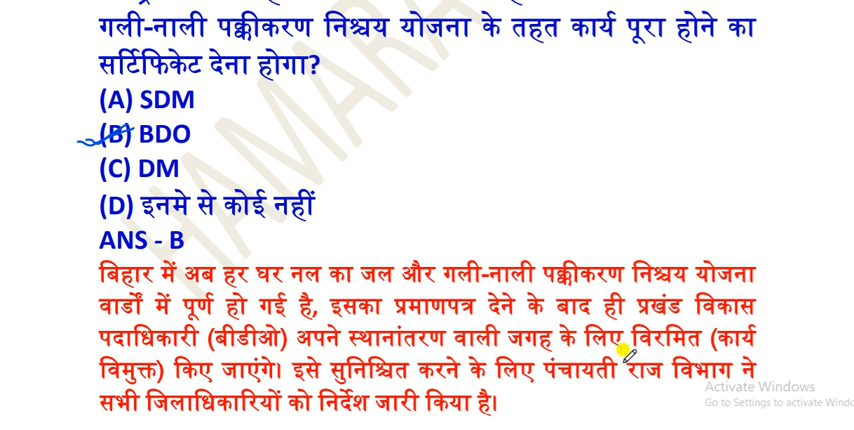 गली-नाली पक्कीकरण निश्चय योजना के तहत कार्य पूरा होने का
सर्टिफिकेट देना होगा?
(A) SDM
(B) BDO
(C) DM
(D) इनमे से कोई नहीं
ANS - B
बिहार में अब हर घर नल का जल और गली-नाली पक्कीकरण निश्चय योजना
वार्डों में पूर्ण हो गई है, इसका प्रमाणपत्र देने के बाद ही प्रखंड विकास
पदाधिकारी (बीडीओ) अपने स्थानांतरण वाली जगह के लिए विरमित (कार्य
विमुक्त) किए जाएंगे। इसे सुनिश्चित करने के लिए पंचायती राज विभाग ने
सभी जिलाधिकारियों को निर्देश जारी किया है।
HAMARA
Activate Windows
Go to Settings to activate Windo